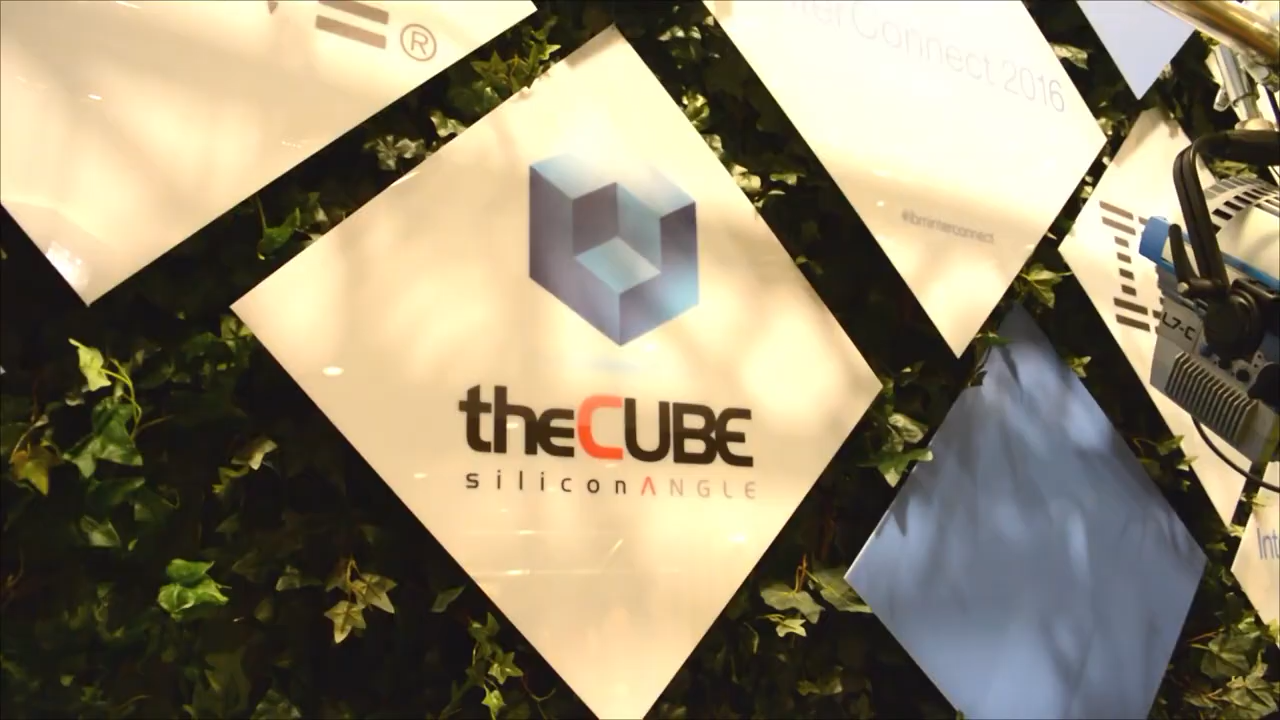 ®
InterConnect 2016
#ibminterconnect
theCUBE
siliconANGLE
L7-C